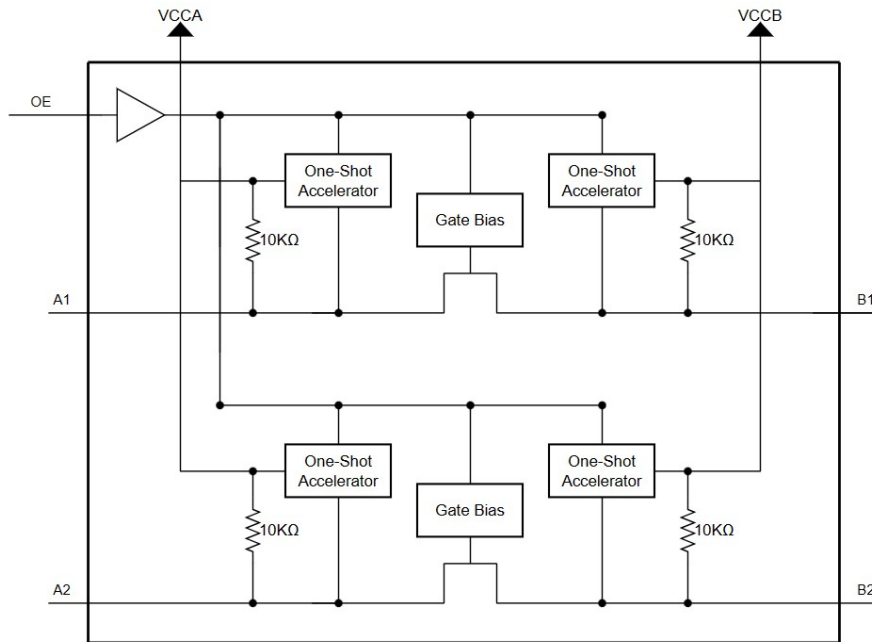 VCCA
VCCB
OE
One-Shot
Accelerator
One-Shot
Accelerator
10KΩ
Gate Bias
10KΩ
A1
B1
One-Shot
Accelerator
One-Shot
Accelerator
10KΩ
Gate Bias
10KΩ
A2
B2